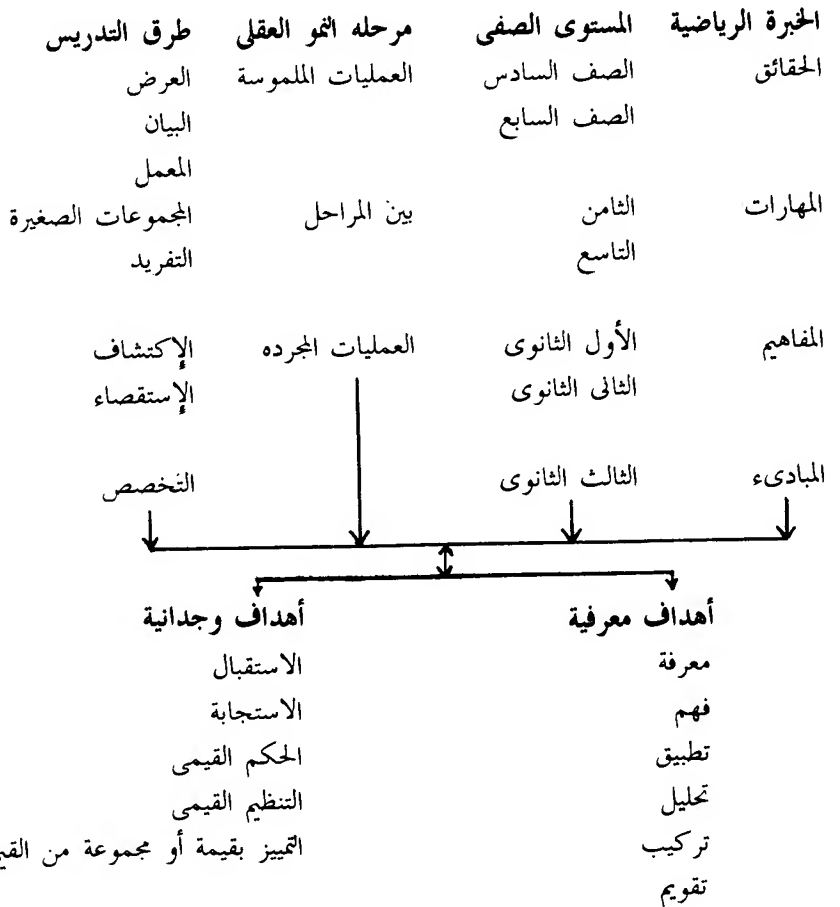 الخبرة الرياضية المستوى الصفى مرحله النمو العقلى طرق التدريس
الحقائق الصف السادس العمليات الملموسة العرض
الصف السابع البيان
المعمل
المهارات الثامن بين المراحل المجموعات الصغيرة
التاسع التفريد
المفاهيم الأول الثانوى العمليات المجرده الإكتشاف
الثانى الثانوى الإستقصاء
المبادىء الثالث الثانوى التخصص
أهداف معرفية أهداف وجدانية
معرفة الاستقبال
فهم الاستجابة
تطبيق الحكم القيمى
تحليل التنظيم القيمى
تركيب التمييز بقيمة أو مجموعة من
تقويم